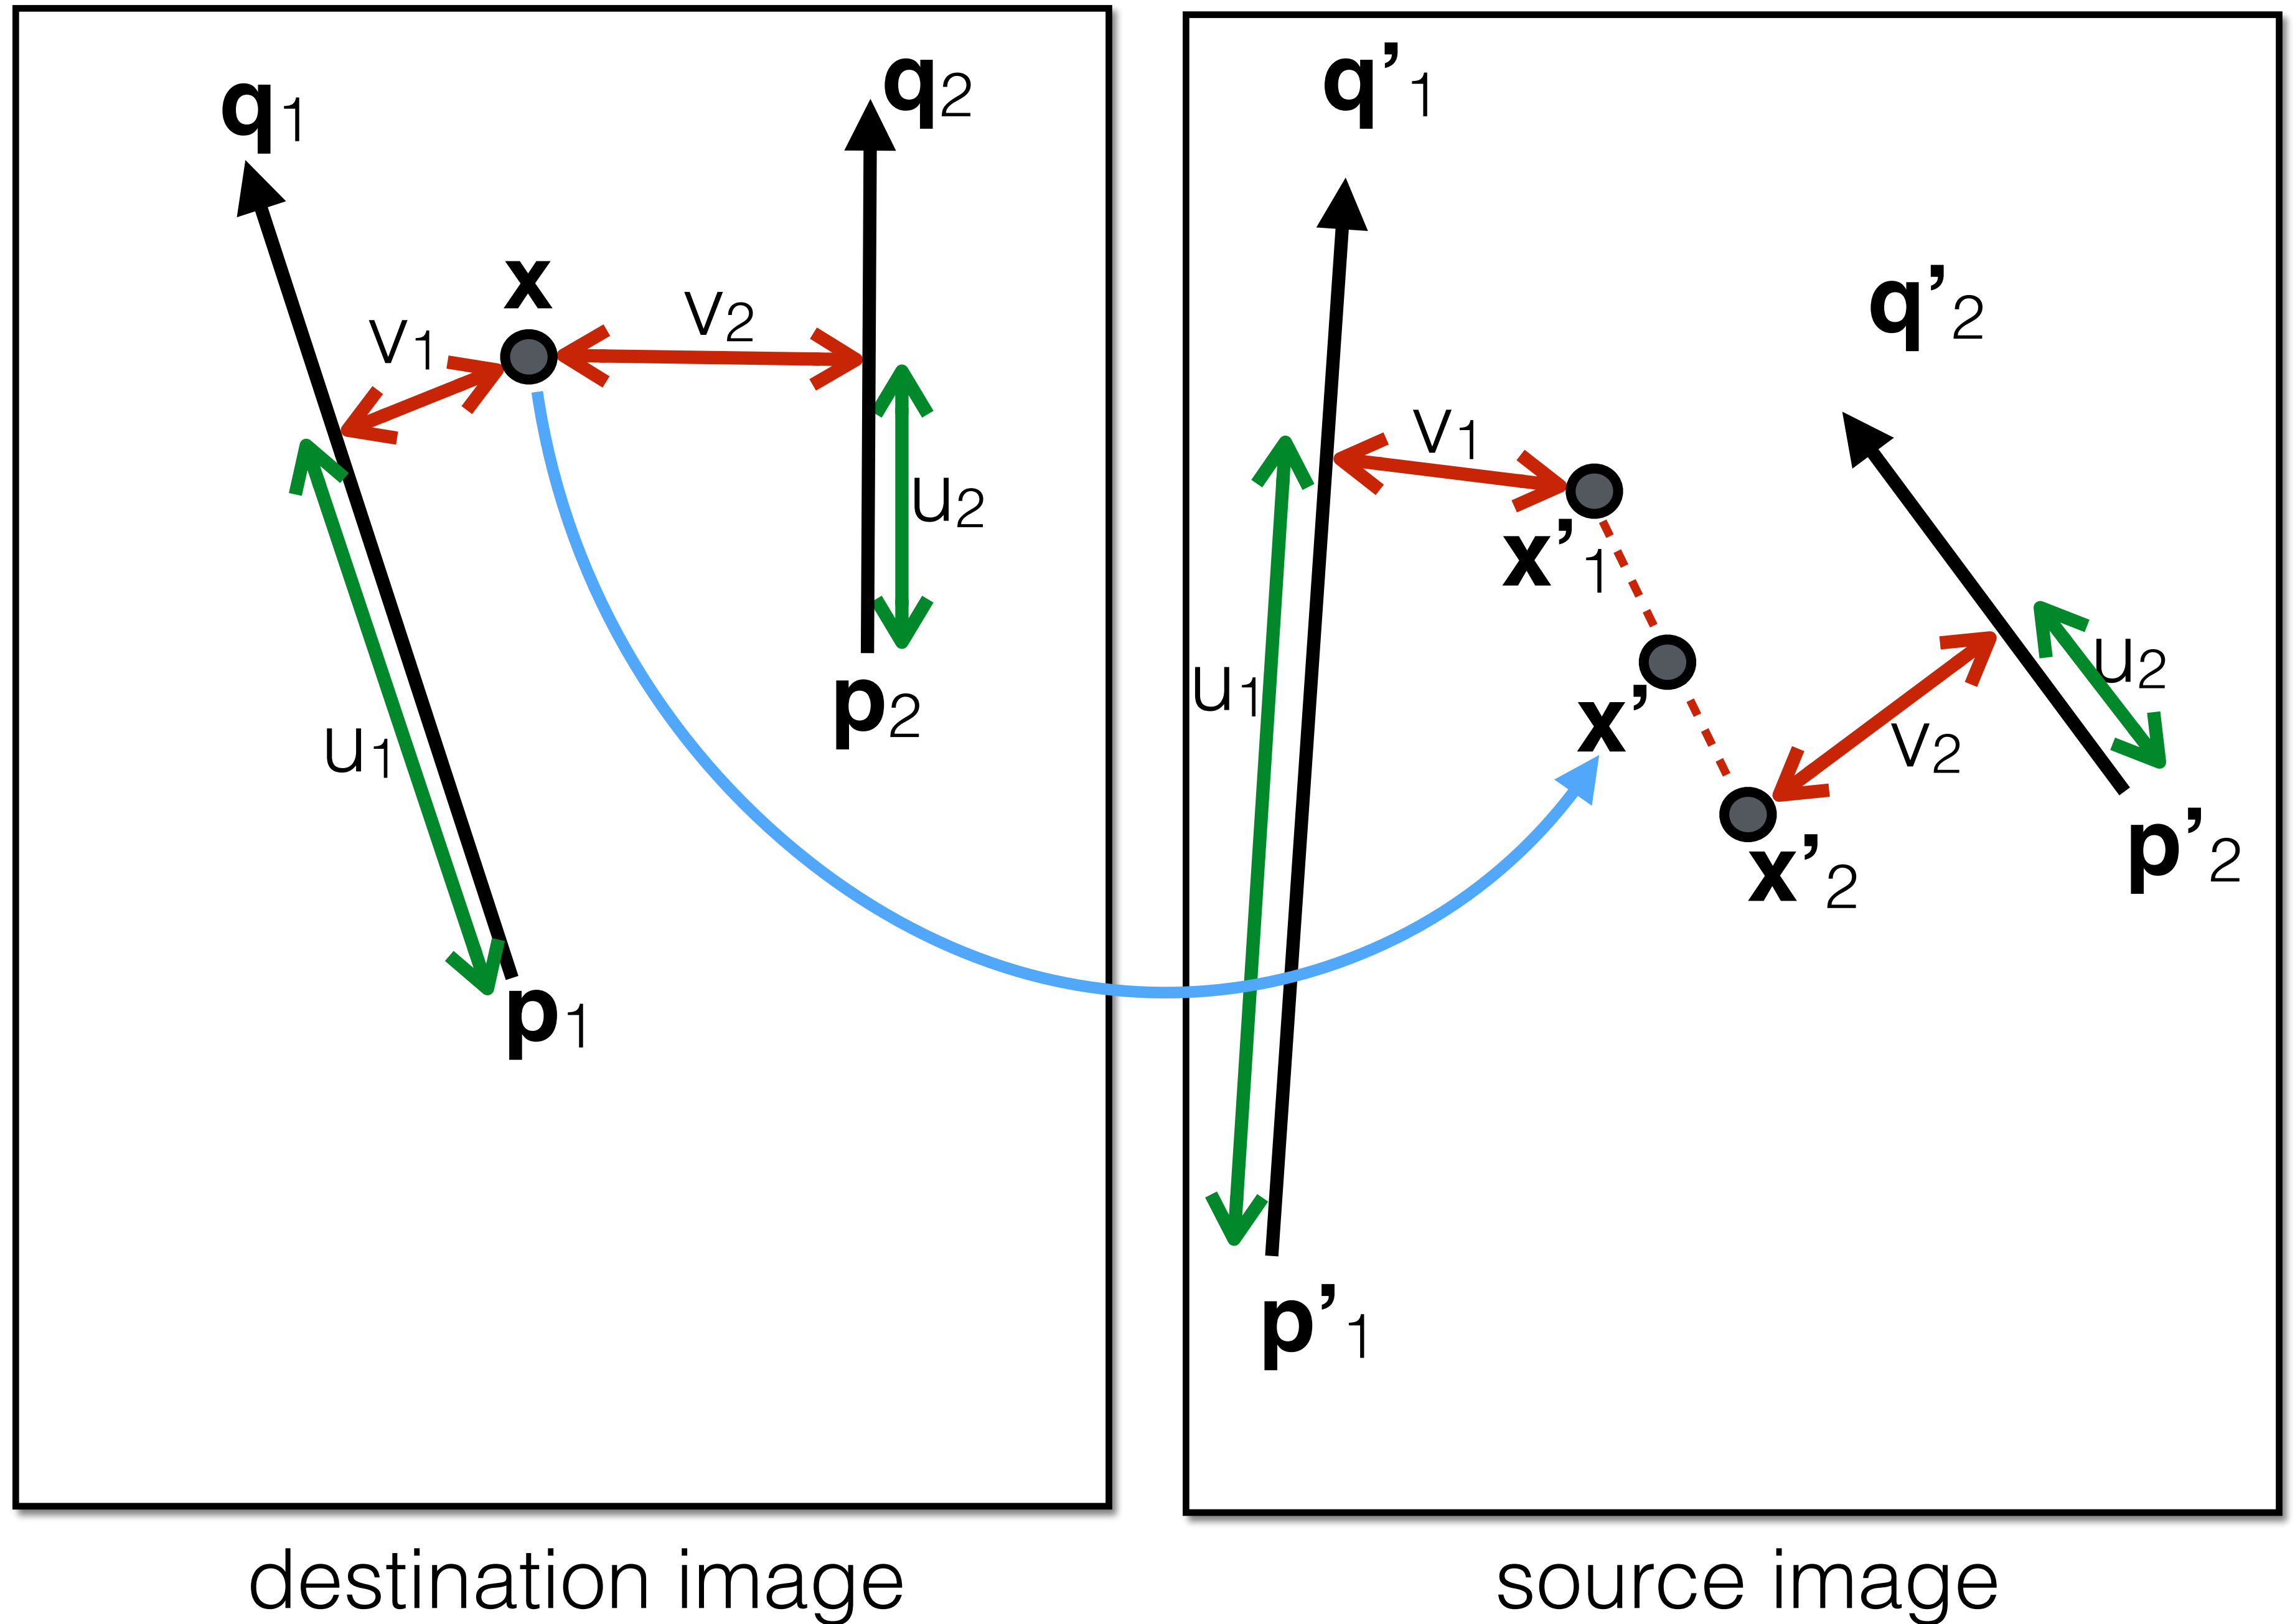 q1
q2
x
v1
v2
u2
p2
u1
p1
q'1
q'2
v1
x'1
u1
u2
x'
v2
x'2
p'2
p'1
destination image
source image